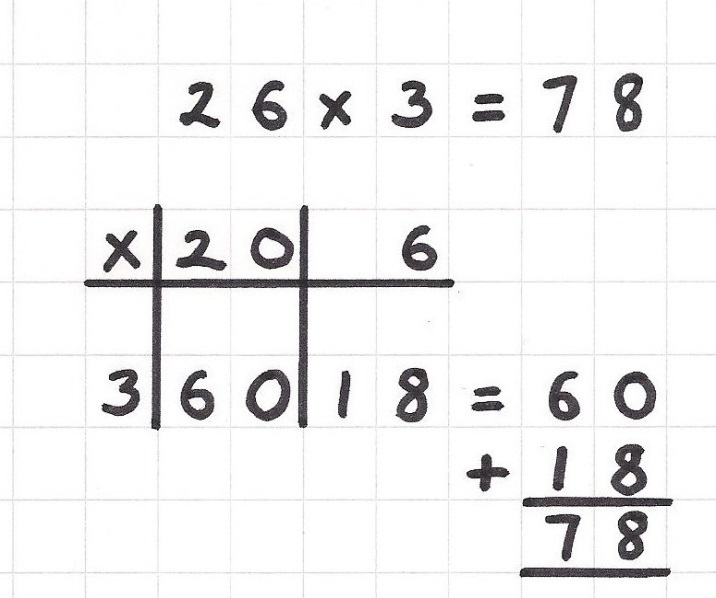 26 × 3 = 78
× 20 6
3 60 18 = 60
+ 18
78